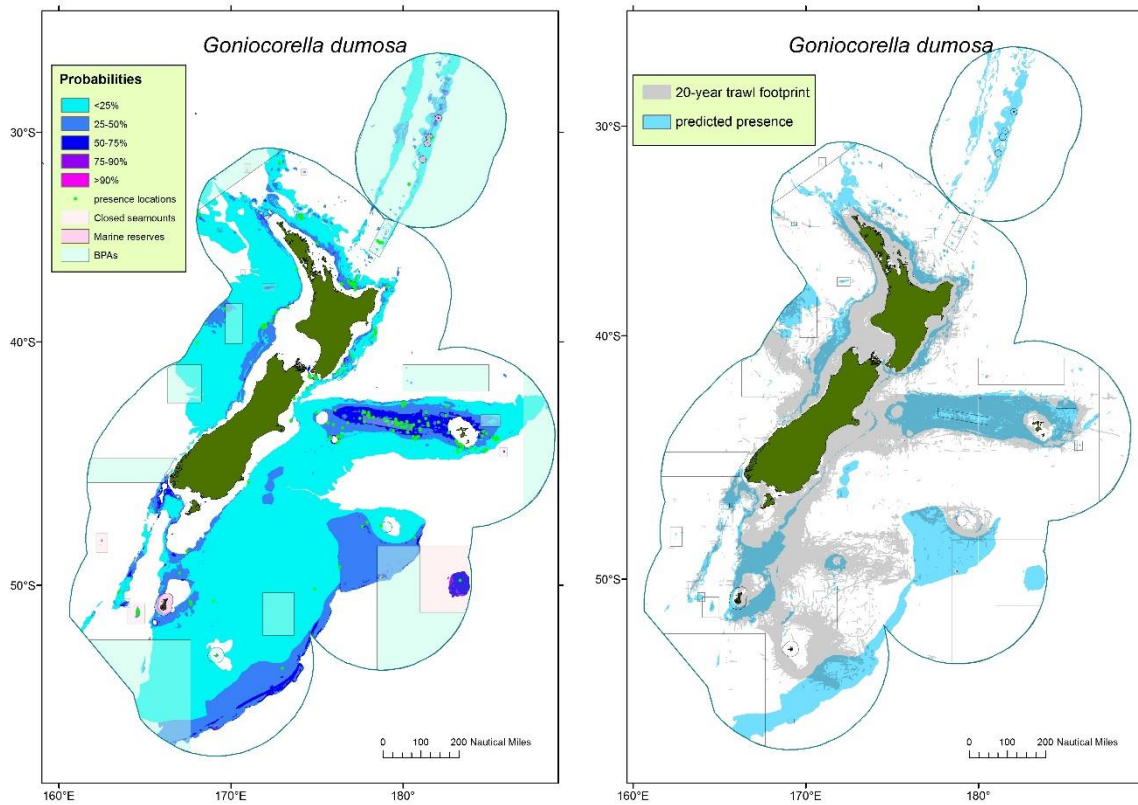 Goniocorella dumosa
Probabilities
<25%
25-50%
50-75%
75-90%
>90%
presence locations
Closed seamounts
Marine reserves
BPAs
30°S
40°S
50°S
0 100 200 Nautical Miles
160°E
170°
180°
Goniocorella dumosa
20-year trawl footprint
predicted presence
30°S
40°S
50°S
0 100 200 Nautical Miles
160°E
170°
180°